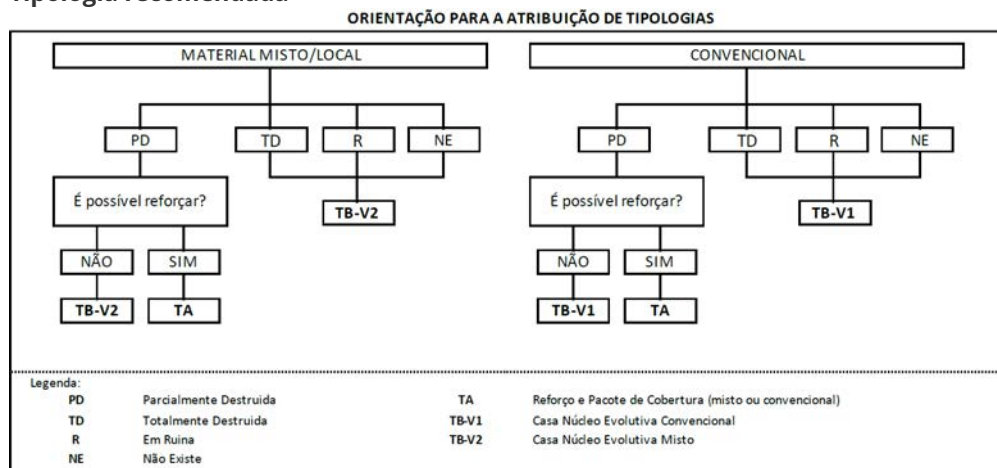 Tipologia recomendada
ORIENTAÇÃO PARA A ATRIBUIÇÃO DE TIPOLOGIAS
MATERIAL MISTO/LOCAL CONVENCIONAL
PD TD R NE PD TD R NE
É possível reforçar? TB-V2 É possível reforçar? TB-V1
NÃO SIM NÃO SIM
TB-V2 TA TB-V1 TA
Legenda:
PD Parcialmente Destruida TA Reforço e Pacote de Cobertura (misto ou convencional)
TD Totalmente Destruida TB-V1 Casa Núcleo Evolutiva Convencional
R Em Ruina TB-V2 Casa Núcleo Evolutiva Misto
NE Não Existe